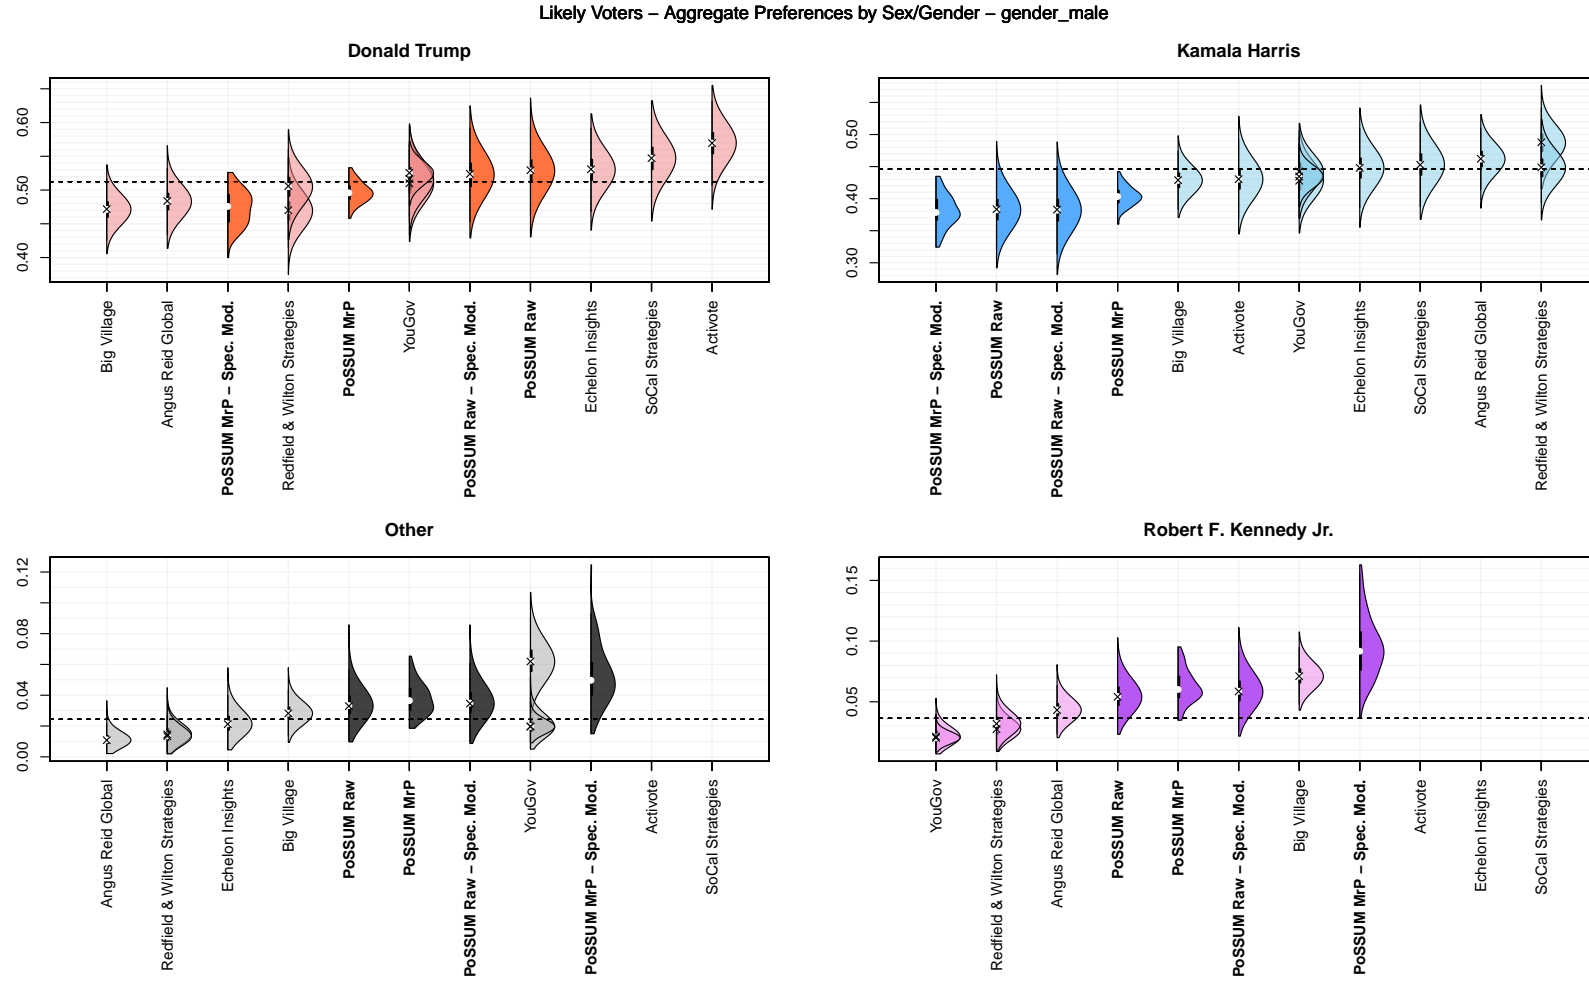 Likely Voters – Aggregate Preferences by Sex/Gender – gender_male
Donald Trump
0.60
0.50
0.40
Big Village
Angus Reid Global
PoSSUM MrP – Spec. Mod.
Redfield & Wilton Strategies
PoSSUM MrP
YouGov
PoSSUM Raw – Spec. Mod.
PoSSUM Raw
Echelon Insights
SoCal Strategies
Activote
Kamala Harris
0.50
0.40
0.30
PoSSUM MrP – Spec. Mod.
PoSSUM Raw
PoSSUM Raw – Spec. Mod.
PoSSUM MrP
Big Village
Activote
YouGov
Echelon Insights
SoCal Strategies
Angus Reid Global
Redfield & Wilton Strategies
Other
0.12
0.08
0.04
0.00
Angus Reid Global
Redfield & Wilton Strategies
Echelon Insights
Big Village
PoSSUM Raw
PoSSUM MrP
PoSSUM Raw – Spec. Mod.
YouGov
PoSSUM MrP – Spec. Mod.
Activote
SoCal Strategies
Robert F. Kennedy Jr.
0.15
0.10
0.05
YouGov
Redfield & Wilton Strategies
Angus Reid Global
PoSSUM Raw
PoSSUM MrP
PoSSUM Raw – Spec. Mod.
Big Village
PoSSUM MrP – Spec. Mod.
Activote
Echelon Insights
SoCal Strategies